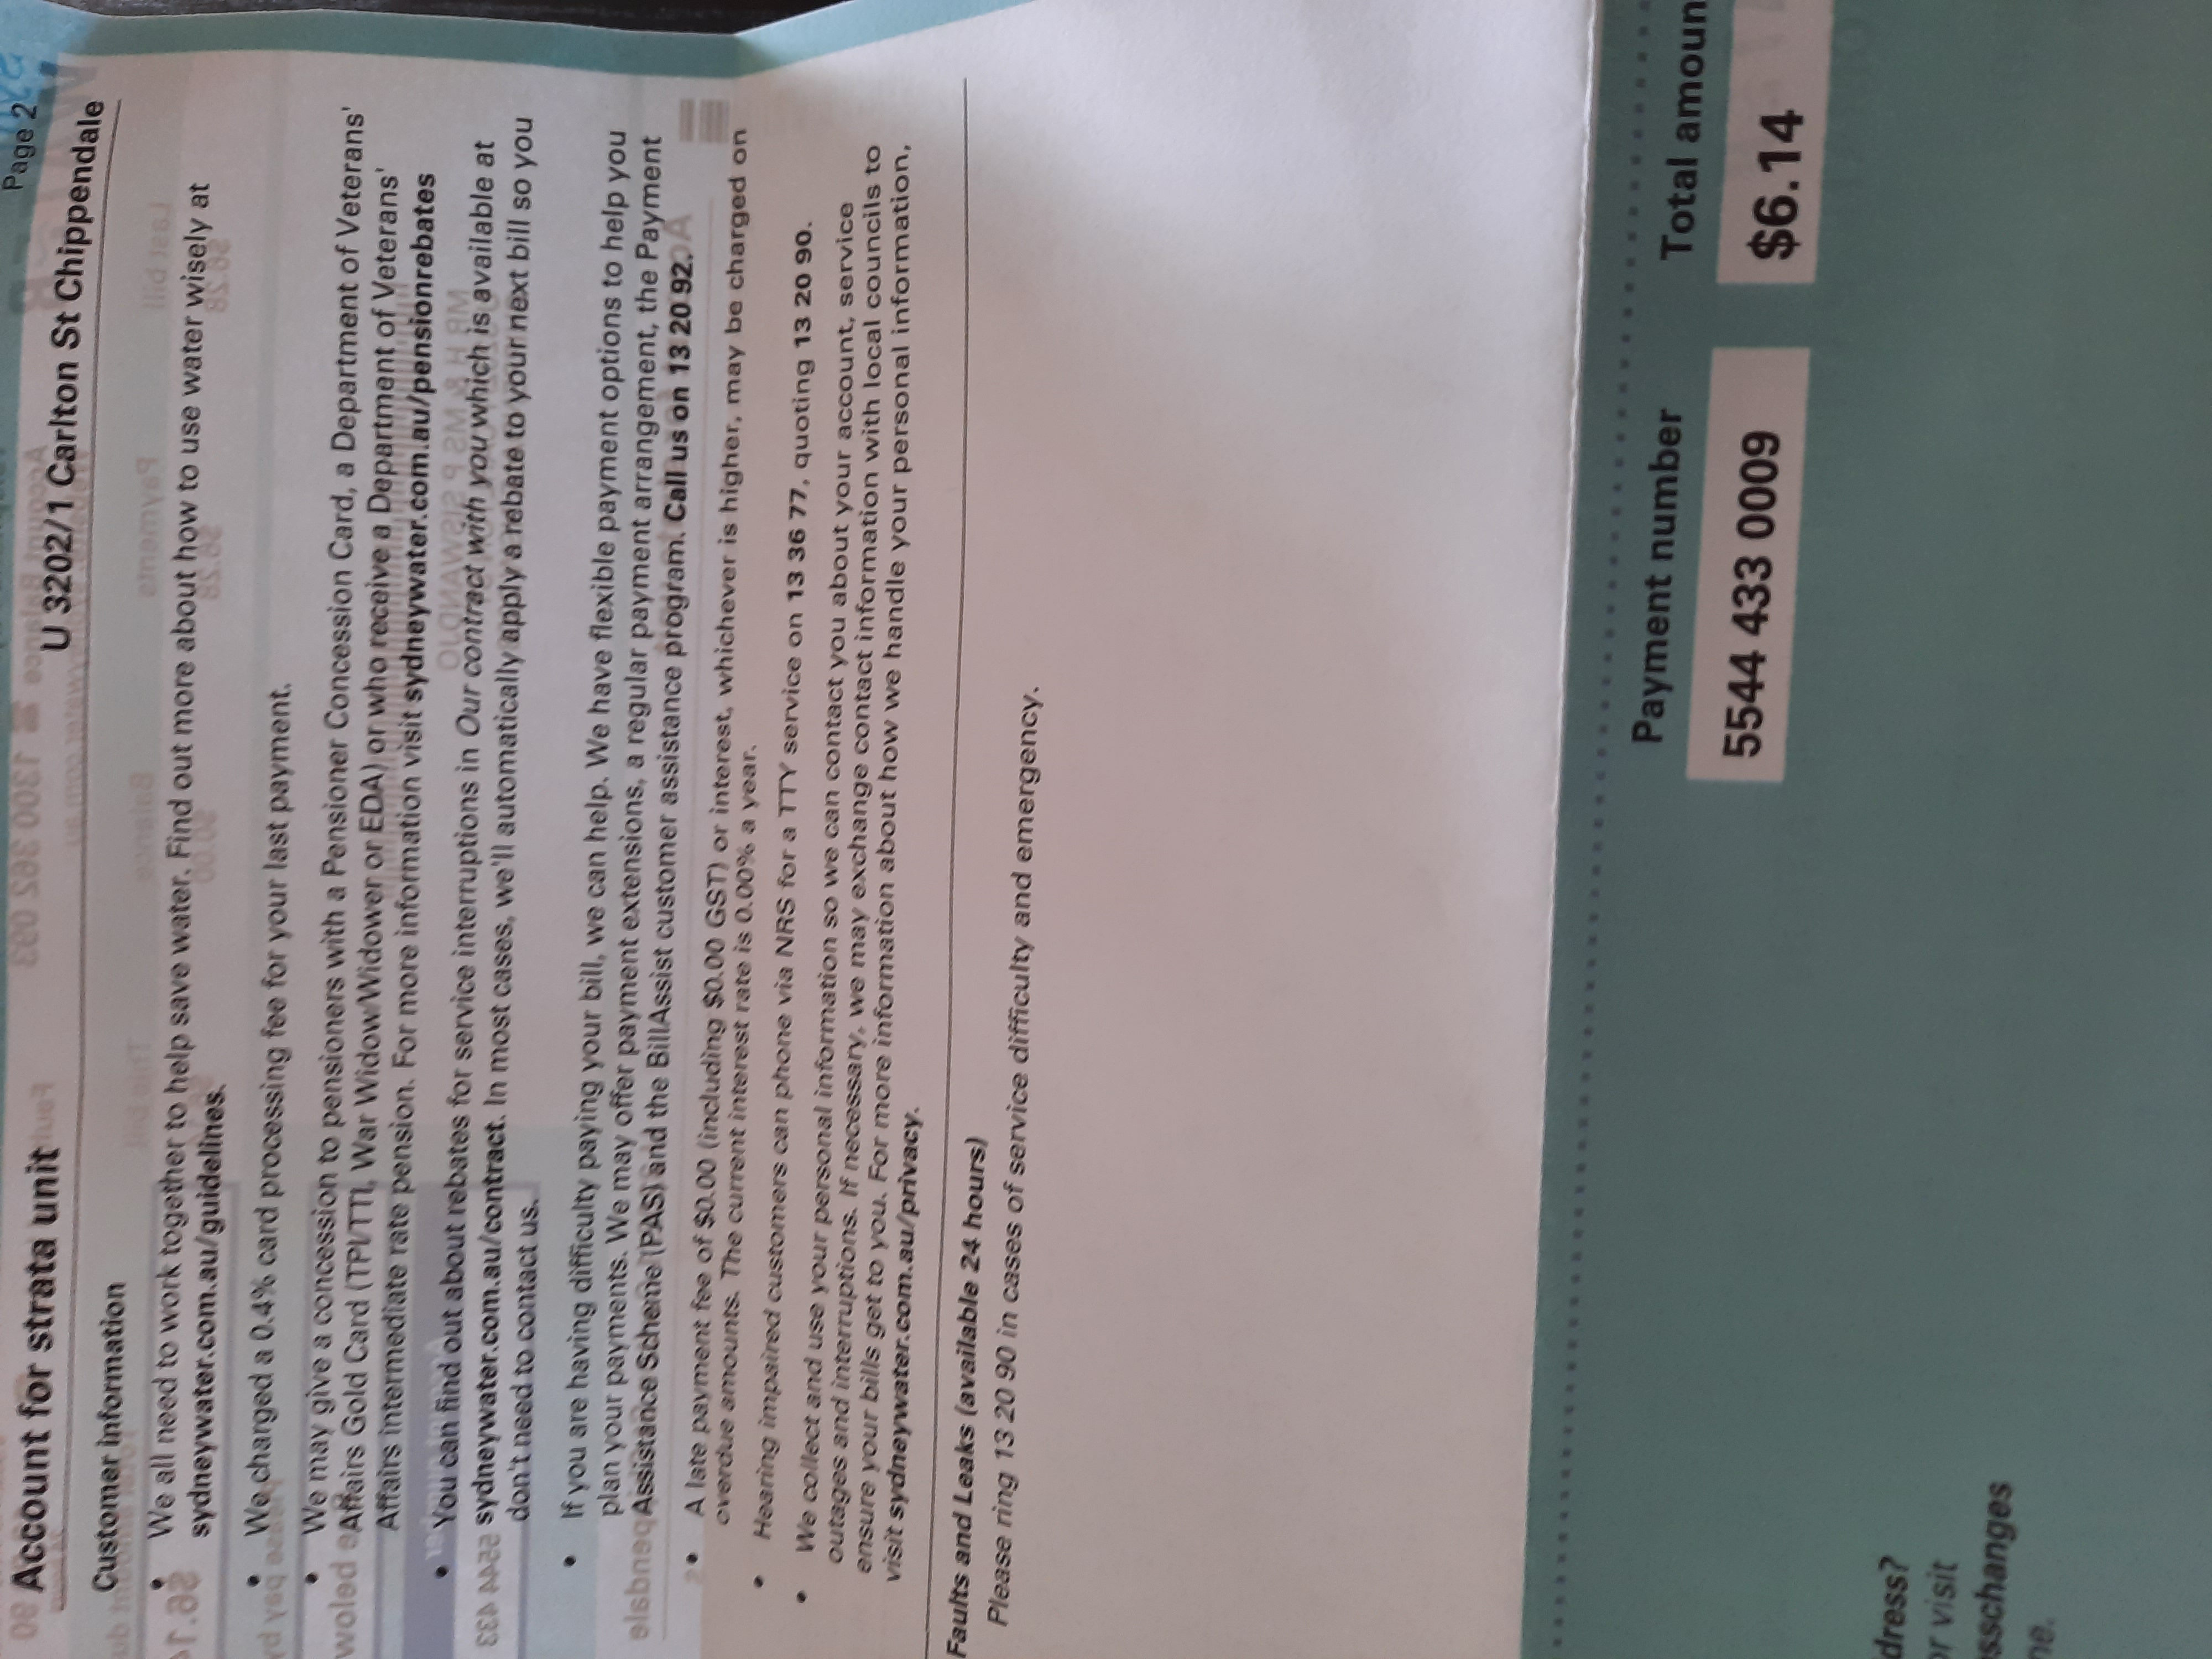 Page 2
Account for strata unit
U 3202/1 Carlton St Chippendale
Customer information
• We all need to work together to help save water. Find out more about how to use water wisely at
sydneywater.com.au/guidelines.
• We charged a 0.4% card processing fee for your last payment.
• We may give a concession to pensioners with a Pensioner Concession Card, a Department of Veterans'
Affairs Gold Card (TPI/TTI, War Widow/Widower or EDA) or who receive a Department of Veterans'
Affairs intermediate rate pension. For more information visit sydneywater.com.au/pensionrebates
• You can find out about rebates for service interruptions in Our contract with you which is available at
sydneywater.com.au/contract. In most cases, we'll automatically apply a rebate to your next bill so you
don't need to contact us.
• If you are having difficulty paying your bill, we can help. We have flexible payment options to help you
plan your payments. We may offer payment extensions, a regular payment arrangement, the Payment
Assistance Scheme (PAS) and the BillAssist customer assistance program. Call us on 13 20 92.
• A late payment fee of $0.00 (including $0.00 GST) or interest, whichever is higher, may be charged on
overdue amounts. The current interest rate is 0.00% a year.
• Hearing impaired customers can phone via NRS for a TTY service on 13 36 77, quoting 13 20 90.
• We collect and use your personal information so we can contact you about your account, service
outages and interruptions. If necessary, we may exchange contact information with local councils to
ensure your bills get to you. For more information about how we handle your personal information,
visit sydneywater.com.au/privacy.
Faults and Leaks (available 24 hours)
Please ring 13 20 90 in cases of service difficulty and emergency.
Payment number
Total amoun
5544 433 0009
$6.14
dress?
or visit
sschanges
ne.